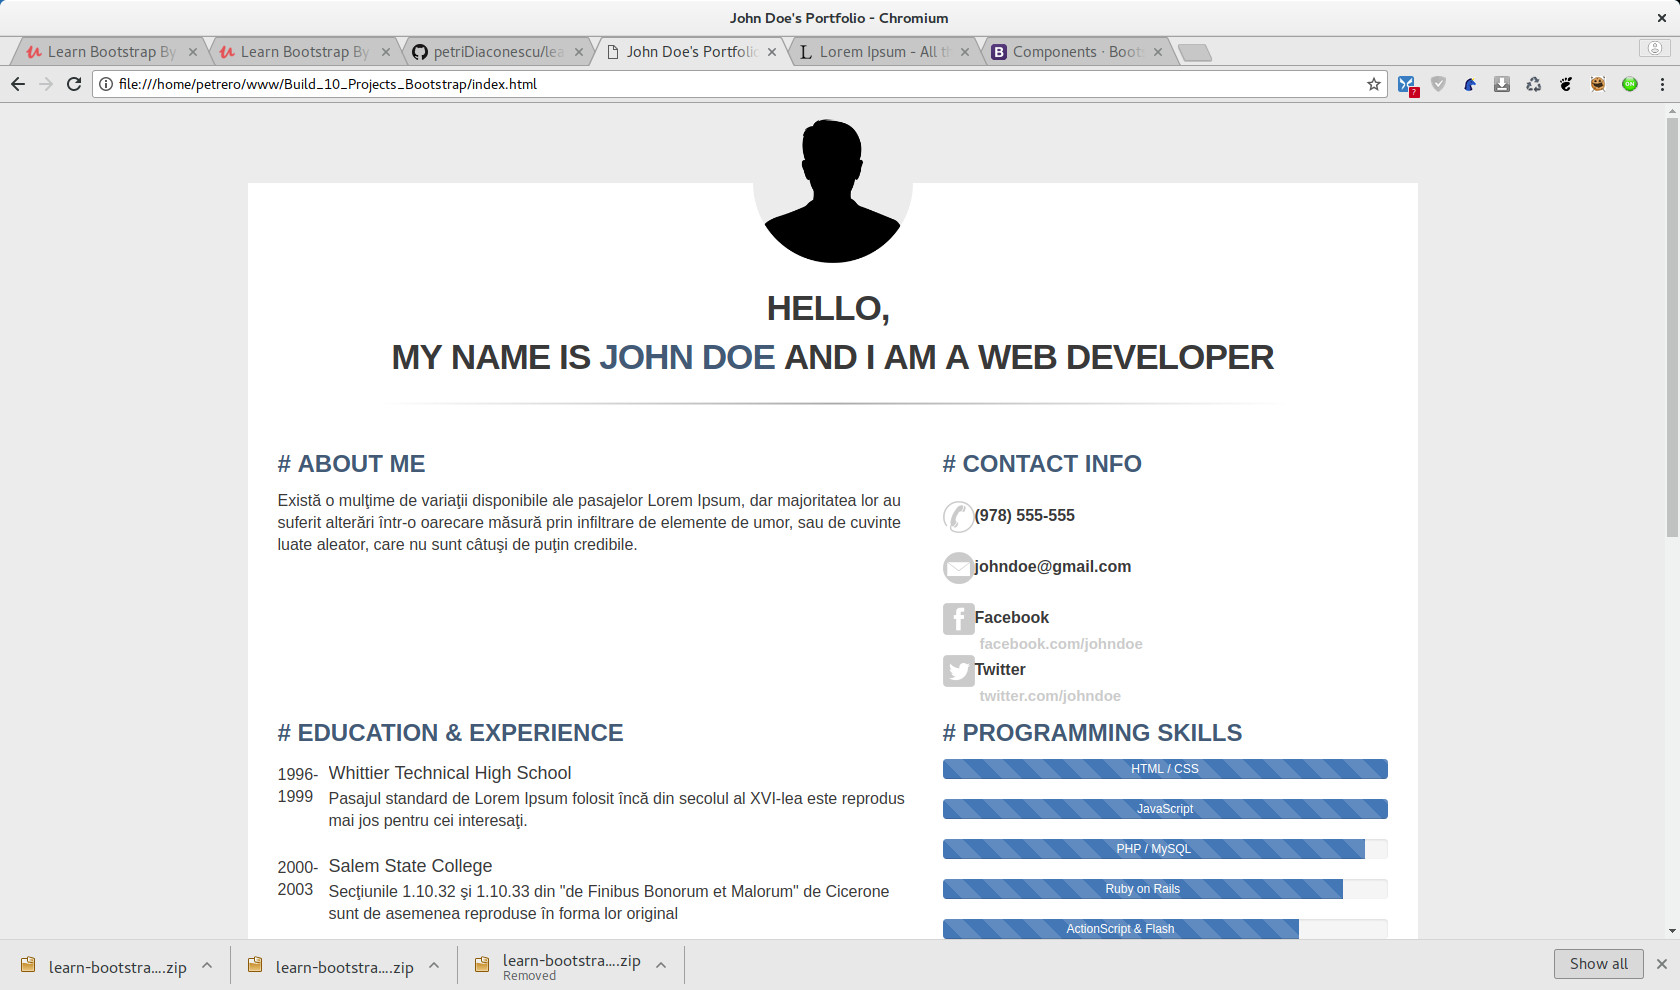 John Doe's Portfolio - Chromium
Learn Bootstrap By
Learn Bootstrap By
petriDiaconescu/lea
John Doe's Portfolio
Lorem Ipsum - All t
Components · Boots
file:///home/petrero/www/Build_10_Projects_Bootstrap/index.html
HELLO,
MY NAME IS JOHN DOE AND I AM A WEB DEVELOPER
# ABOUT ME
Există o mulţime de variaţii disponibile ale pasajelor Lorem Ipsum, dar majoritatea lor au
suferit alterări într-o oarecare măsură prin infiltrare de elemente de umor, sau de cuvinte
luate aleator, care nu sunt câtuşi de puţin credibile.
# CONTACT INFO
(978) 555-555
johndoe@gmail.com
Facebook
facebook.com/johndoe
Twitter
twitter.com/johndoe
# EDUCATION & EXPERIENCE
1996-
1999
Whittier Technical High School
Pasajul standard de Lorem Ipsum folosit încă din secolul al XVI-lea este reprodus
mai jos pentru cei interesaţi.
2000-
2003
Salem State College
Secţiunile 1.10.32 şi 1.10.33 din "de Finibus Bonorum et Malorum" de Cicerone
sunt de asemenea reproduse în forma lor original
# PROGRAMMING SKILLS
HTML / CSS
JavaScript
PHP / MySQL
Ruby on Rails
ActionScript & Flash
learn-bootstra....zip
learn-bootstra....zip
learn-bootstra....zip
Removed
Show all